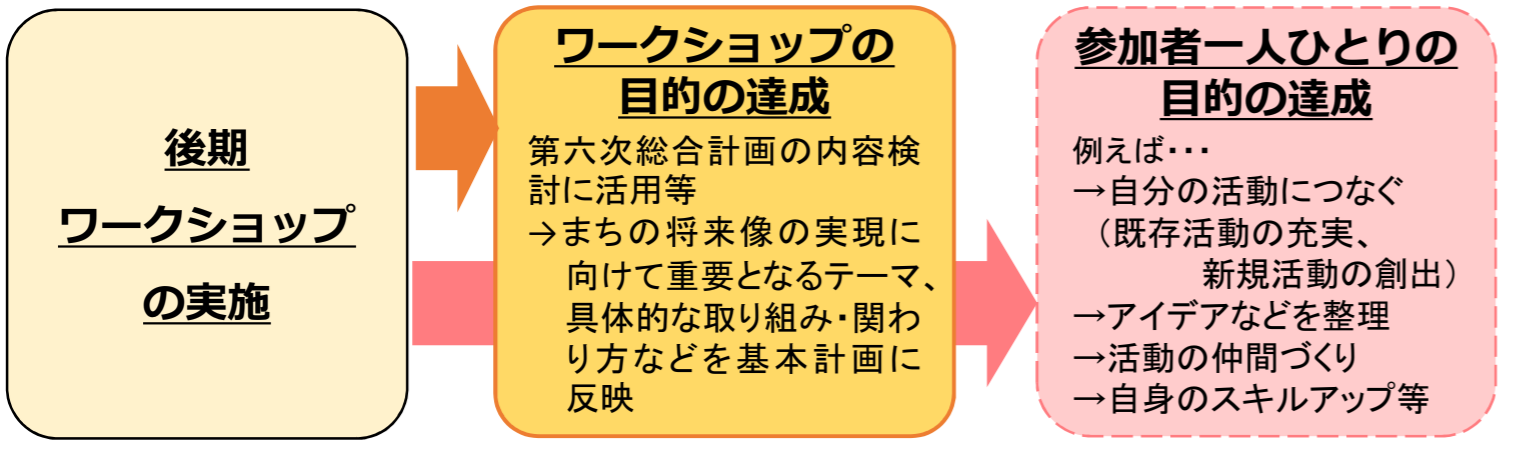 後期
ワークショップ
の実施
ワークショップの
目的の達成
第六次総合計画の内容検
討に活用等
→まちの将来像の実現に
向けて重要となるテーマ、
具体的な取り組み・関わ
り方などを基本計画に
反映
参加者一人ひとりの
目的の達成
例えば・・・
→自分の活動につなぐ
（既存活動の充実、
新規活動の創出）
→アイデアなどを整理
→活動の仲間づくり
→自身のスキルアップ等